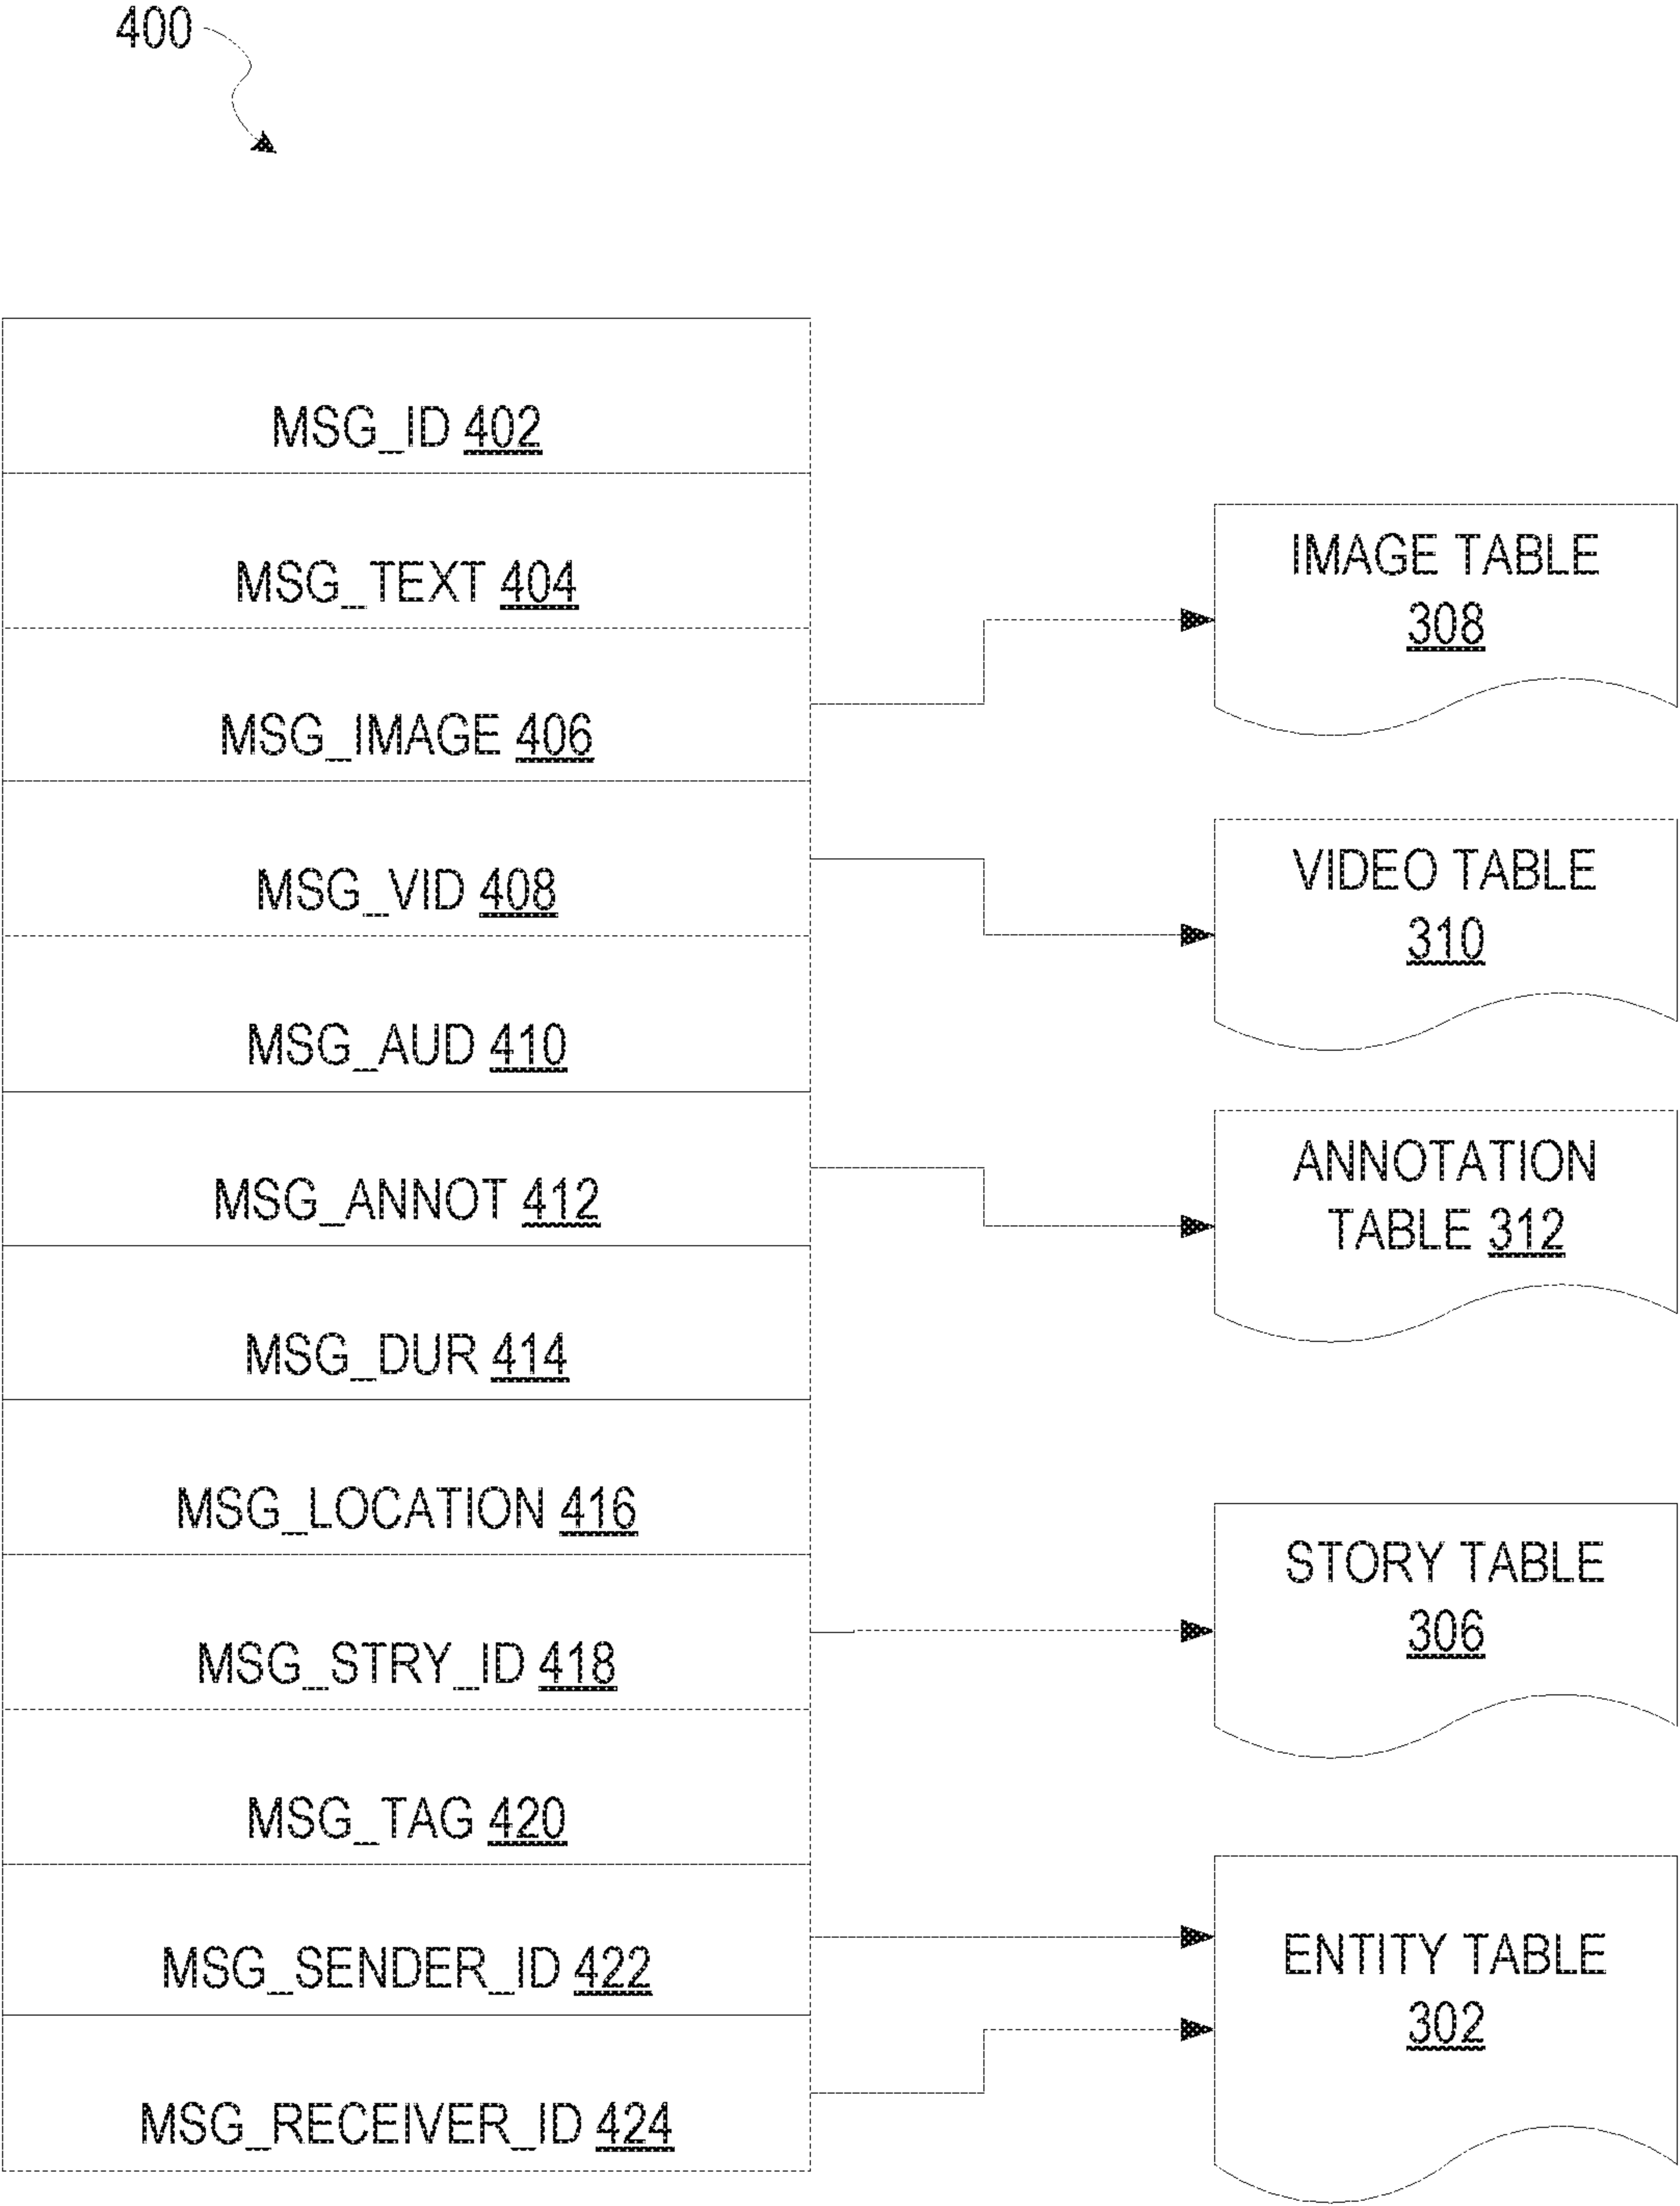 400
MSG_ID 402
MSG_TEXT 404
MSG_IMAGE 406
MSG_VID 408
MSG_AUD 410
MSG_ANNOT 412
MSG_DUR 414
MSG_LOCATION 416
MSG_STRY_ID 418
MSG_TAG 420
MSG_SENDER_ID 422
MSG_RECEIVER_ID 424
IMAGE TABLE
308
VIDEO TABLE
310
ANNOTATION
TABLE 312
STORY TABLE
306
ENTITY TABLE
302